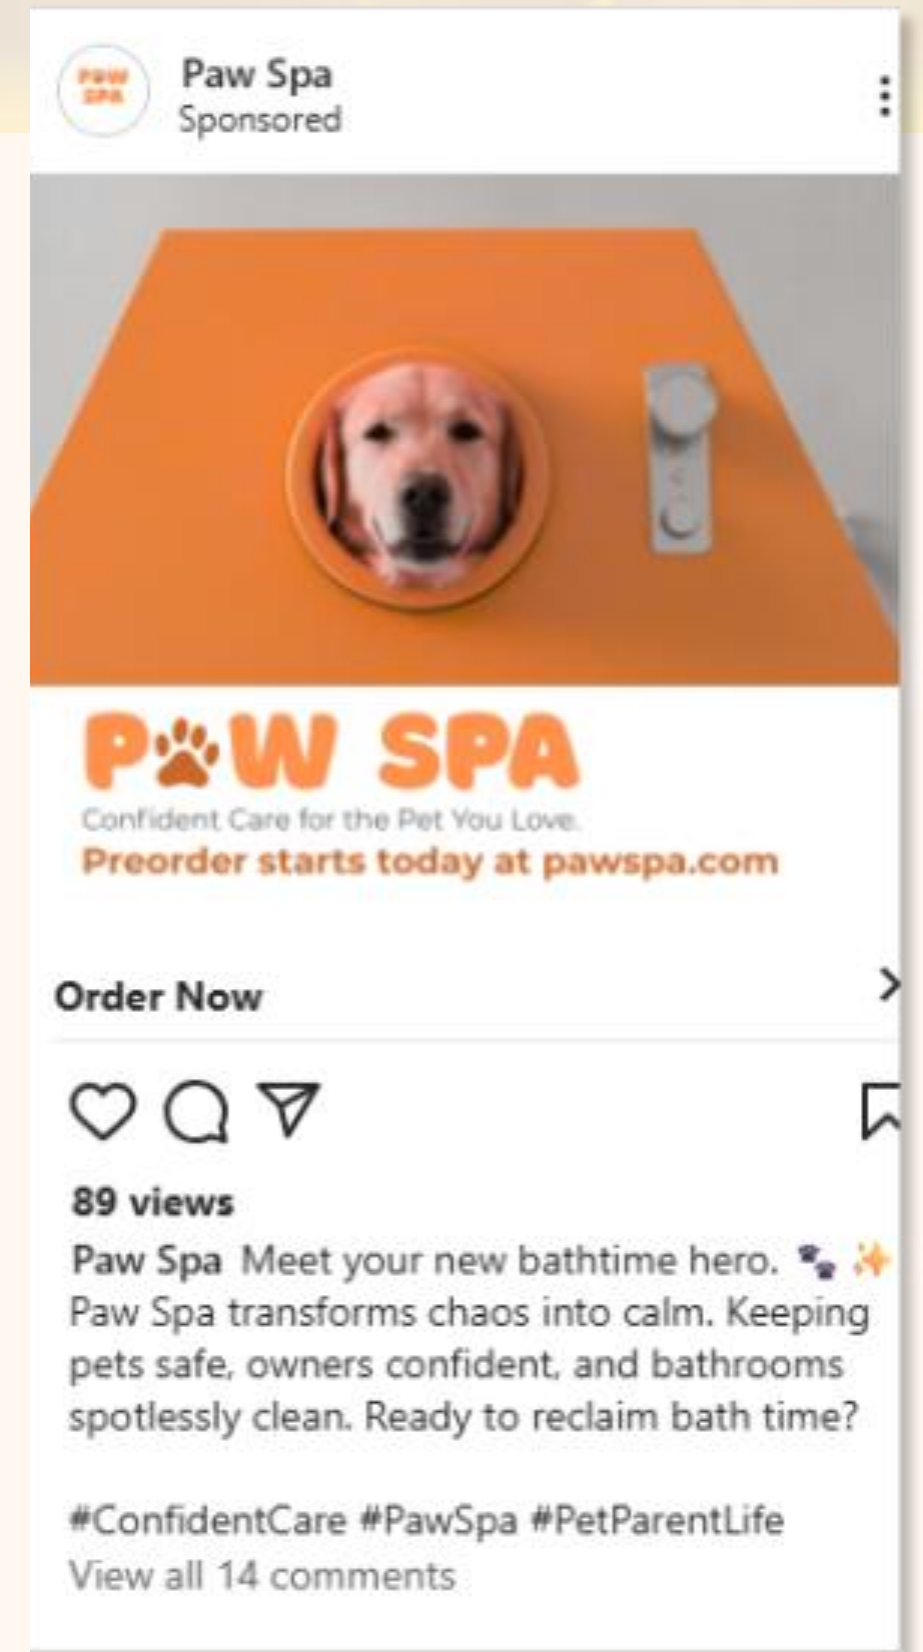 PAW
SPA
Paw Spa
Sponsored
PAW SPA
Confident Care for the Pet You Love.
Preorder starts today at pawspa.com
Order Now
89 views
Paw Spa Meet your new bathtime hero. 🐾 ✨
Paw Spa transforms chaos into calm. Keeping
pets safe, owners confident, and bathrooms
spotlessly clean. Ready to reclaim bath time?
#ConfidentCare #PawSpa #PetParentLife
View all 14 comments